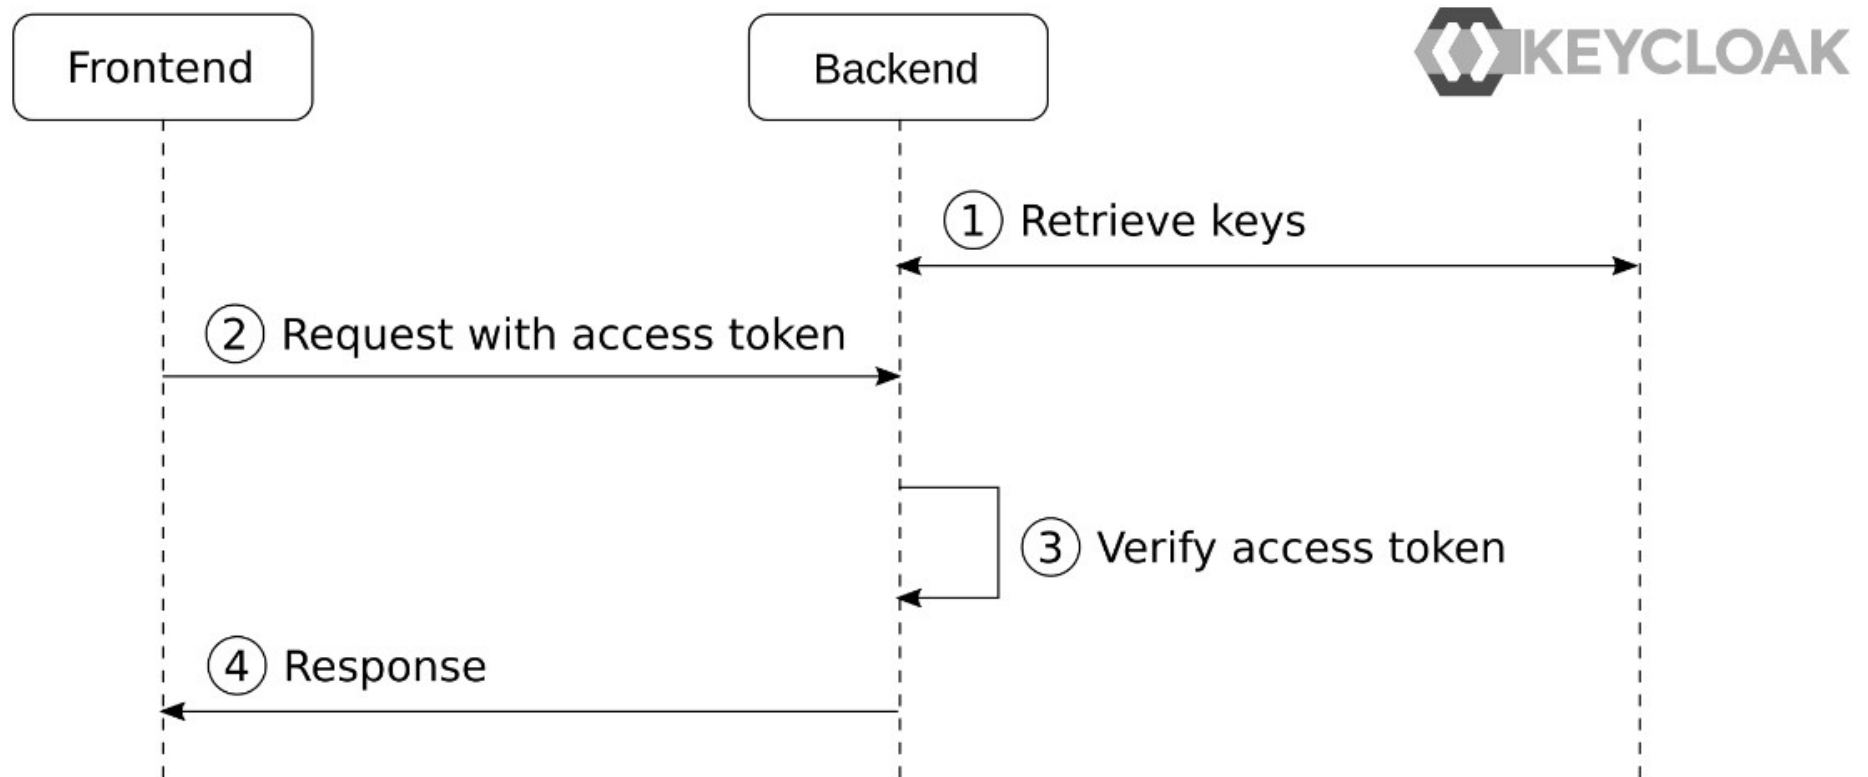 Frontend
Backend
KEYCLOAK
1 Retrieve keys
2 Request with access token
3 Verify access token
4 Response